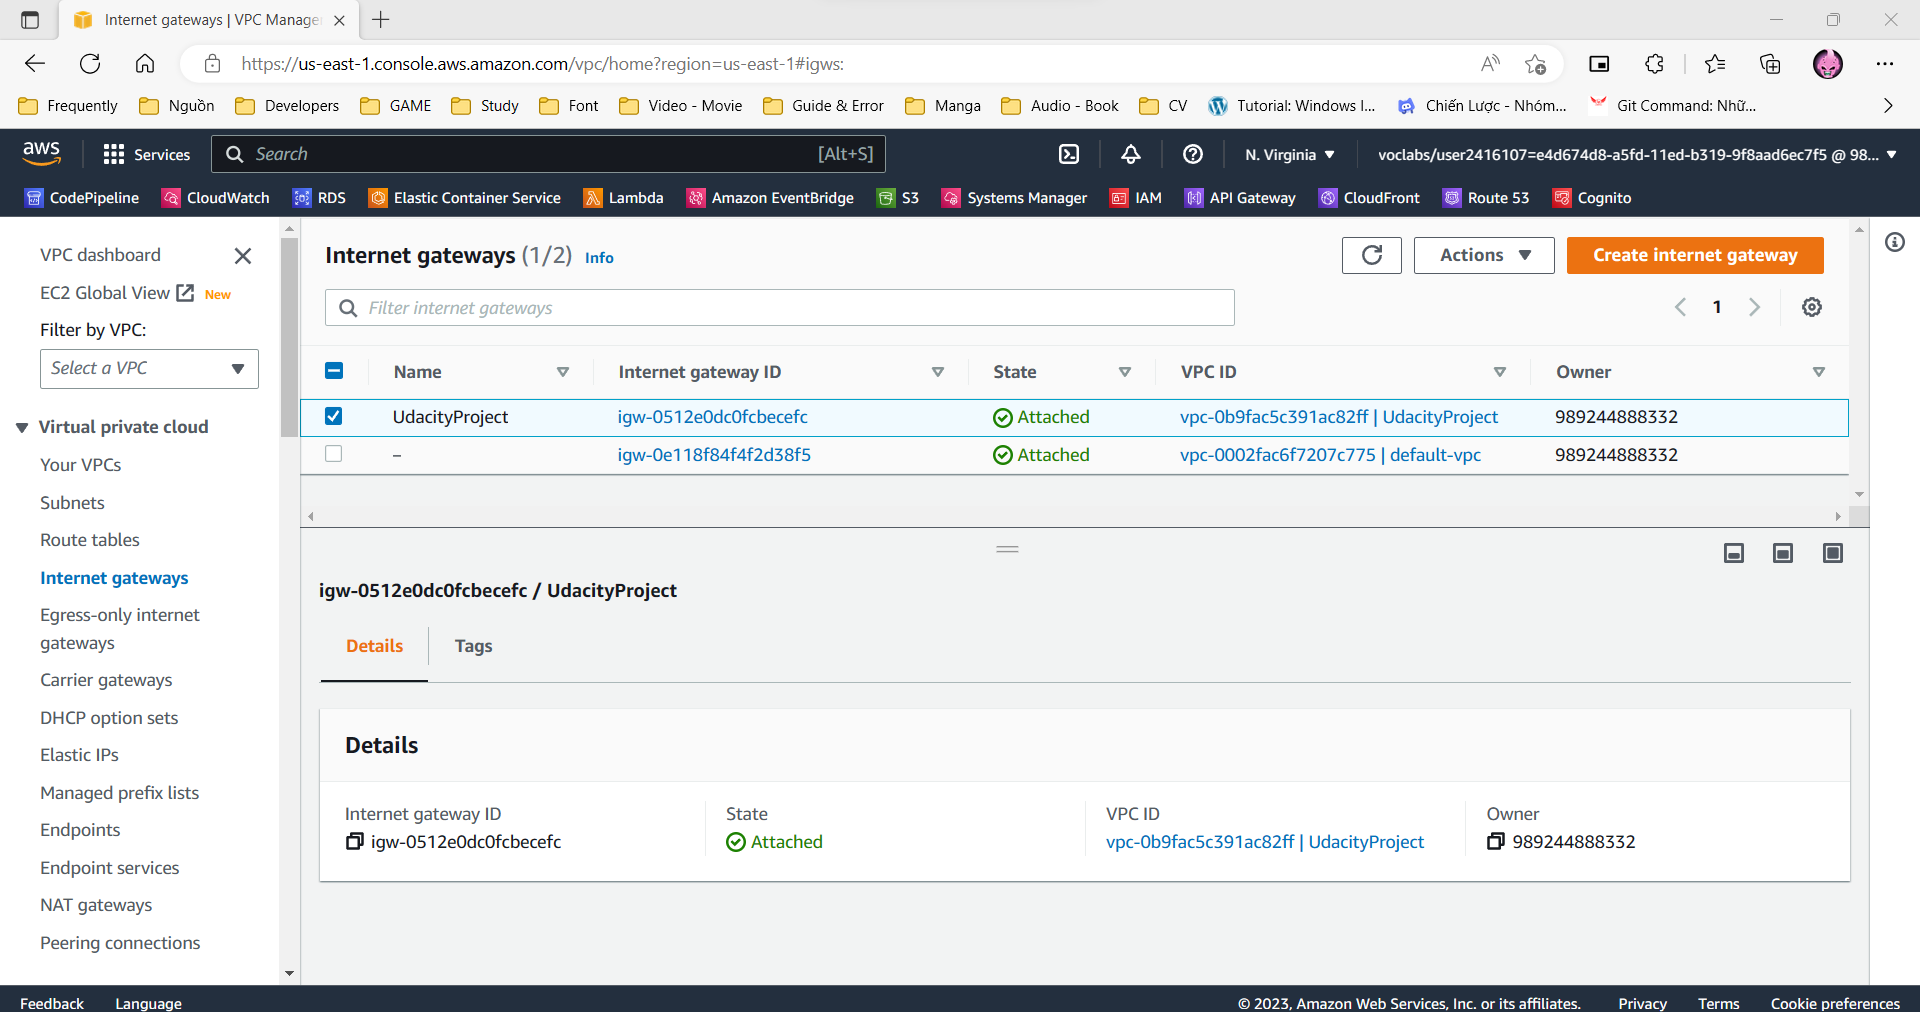 Internet gateways | VPC Manage
https://us-east-1.console.aws.amazon.com/vpc/home?region=us-east-1#igws:
Frequently Nguồn Developers GAME Study Font Video - Movie Guide & Error Manga Audio - Book CV Tutorial: Windows I... Chiến Lược - Nhóm... Git Command: Nhữ...
aws Services Search [Alt+S] N. Virginia voclabs/user2416107=e4d674d8-a5fd-11ed-b319-9f8aad6ec7f5 @ 98...
CodePipeline CloudWatch RDS Elastic Container Service Lambda Amazon EventBridge S3 Systems Manager IAM API Gateway CloudFront Route 53 Cognito
VPC dashboard
EC2 Global View New
Filter by VPC:
Select a VPC
Virtual private cloud
Your VPCs
Subnets
Route tables
Internet gateways
Egress-only internet
gateways
Carrier gateways
DHCP option sets
Elastic IPs
Managed prefix lists
Endpoints
Endpoint services
NAT gateways
Peering connections
Internet gateways (1/2) Info
Actions
Create internet gateway
Filter internet gateways
1
Name Internet gateway ID State VPC ID Owner
UdacityProject igw-0512e0dc0fcbecefc Attached vpc-0b9fac5c391ac82ff | UdacityProject 989244888332
– igw-0e118f84f4f2d38f5 Attached vpc-0002fac6f7207c775 | default-vpc 989244888332
igw-0512e0dc0fcbecefc / UdacityProject
Details Tags
Details
Internet gateway ID State VPC ID Owner
igw-0512e0dc0fcbecefc Attached vpc-0b9fac5c391ac82ff | UdacityProject 989244888332
Feedback Language © 2023, Amazon Web Services, Inc. or its affiliates. Privacy Terms Cookie preferences